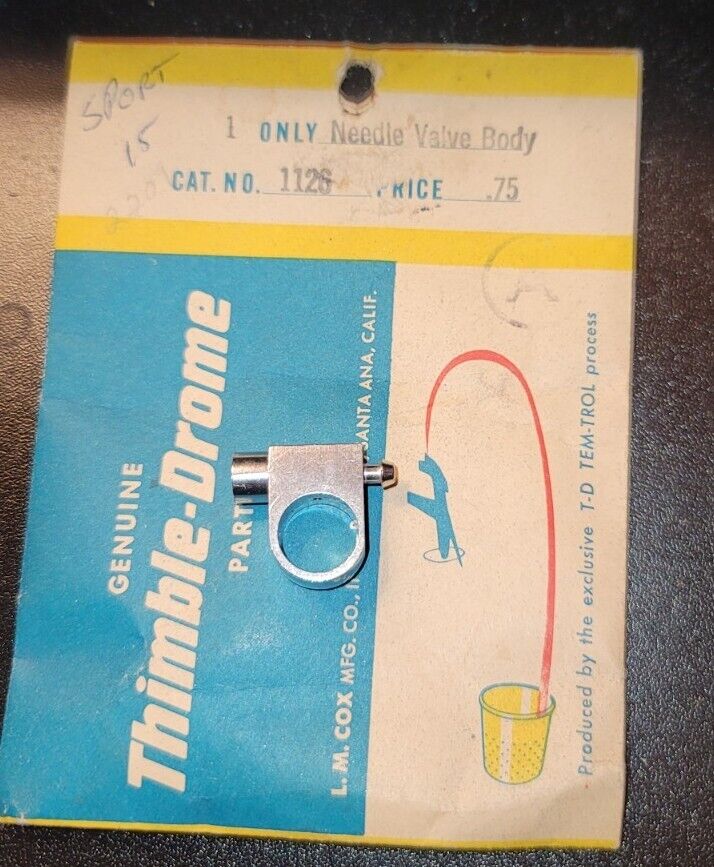 SPORT
15
1 ONLY Needle Valve Body
CAT. NO. 1126 PRICE .75
GENUINE
Thimble-Drome
PART
L. M. COX MFG. CO., SANTA ANA, CALIF.
Produced by the exclusive T-D TEM-TROL process